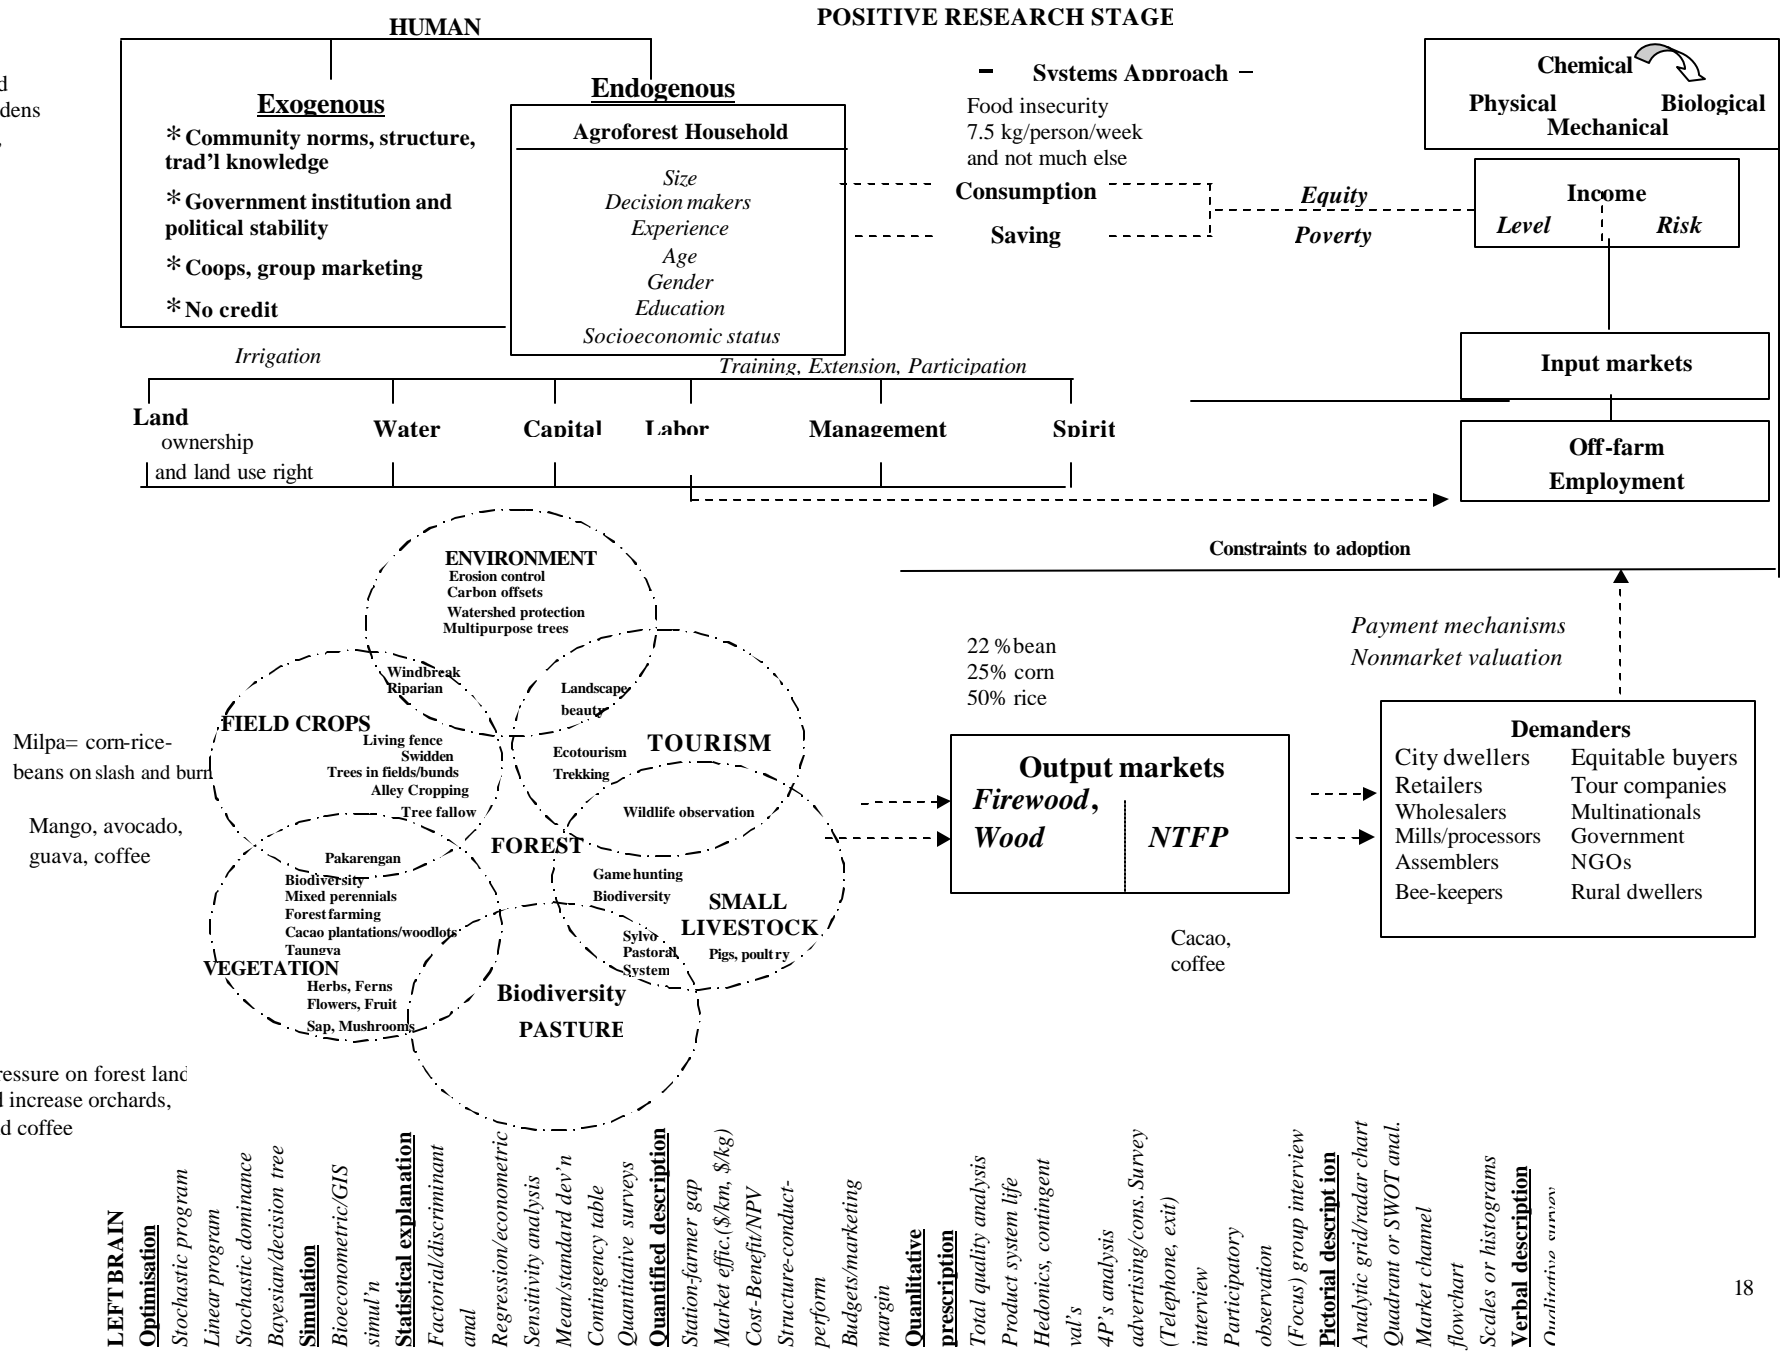 POSITIVE RESEARCH STAGE
HUMAN
Exogenous
*Community norms, structure,
trad'l knowledge
*Government institution and
political stability
*Coops, group marketing
*No credit
Endogenous
Agroforest Household
Size
Decision makers
Experience
Age
Gender
Education
Socioeconomic status
– Systems Approach –
Food insecurity
7.5 kg/person/week
and not much else
Consumption
Saving
Equity
Poverty
Chemical
Physical Biological
Mechanical
Income
Level Risk
Input markets
Off-farm
Employment
d
dens
Irrigation
Training, Extension, Participation
Land
ownership
and land use right
Water
Capital
Labor
Management
Spirit
Constraints to adoption
ENVIRONMENT
Erosion control
Carbon offsets
Watershed protection
Multipurpose trees
Windbreak
Riparian
Landscape
beauty
FIELD CROPS
Living fence
Swidden
Trees in fields/bunds
Alley Cropping
Tree fallow
Ecotourism
Trekking
TOURISM
Wildlife observation
FOREST
Pakarengan
Biodiversity
Mixed perennials
Forest farming
Cacao plantations/woodlots
Taungya
VEGETATION
Herbs, Ferns
Flowers, Fruit
Sap, Mushrooms
Game hunting
Biodiversity
SMALL
LIVESTOCK
Pigs, poultry
Sylvo
Pastoral
System
Biodiversity
PASTURE
Milpa= corn-rice-
beans on slash and burn
Mango, avocado,
guava, coffee
ressure on forest land
d increase orchards,
d coffee
22 % bean
25% corn
50% rice
Payment mechanisms
Nonmarket valuation
Output markets
Firewood,
Wood
NTFP
Cacao,
coffee
Demanders
City dwellers Equitable buyers
Retailers Tour companies
Wholesalers Multinationals
Mills/processors Government
Assemblers NGOs
Bee-keepers Rural dwellers
LEFT BRAIN
Optimisation
Stochastic program
Linear program
Stochastic dominance
Bayesian/decision tree
Simulation
Bioeconometric/GIS
simul'n
Statistical explanation
Factorial/discriminant
anal
Regression/econometric
Sensitivity analysis
Mean/standard dev'n
Contingency table
Quantitative surveys
Quantified description
Station-farmer gap
Market effic.($/km, $/kg)
Cost-Benefit/NPV
Structure-conduct-
perform
Budgets/marketing
margin
Quanlitative
prescription
Total quality analysis
Product system life
Hedonics, contingent
val's
4P's analysis
advertising/cons. Survey
(Telephone, exit)
interview
Participatory
observation
(Focus) group interview
Pictorial description
Analytic grid/radar chart
Quadrant or SWOT anal.
Market channel
flowchart
Scales or histograms
Verbal description
Qualitative survey
18